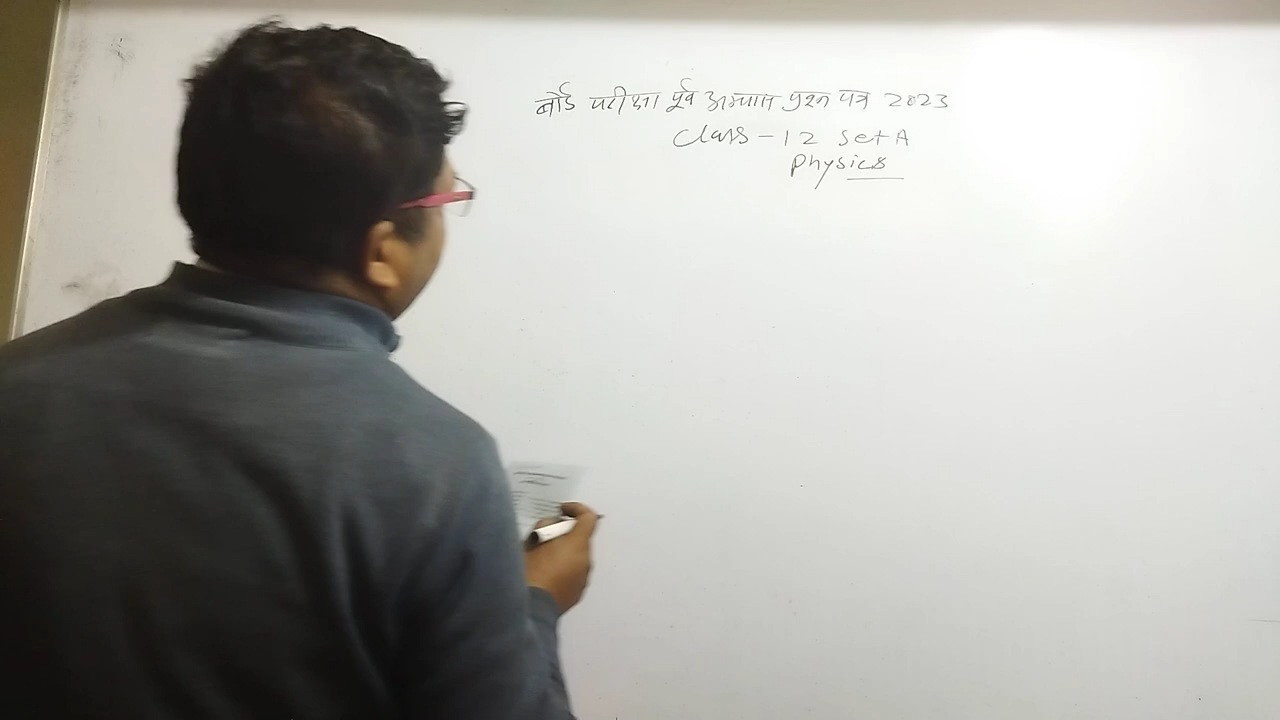 बोर्ड परीक्षा पूर्व अभ्यास प्रश्न पत्र 2023
Class - 12 Set A
Physics